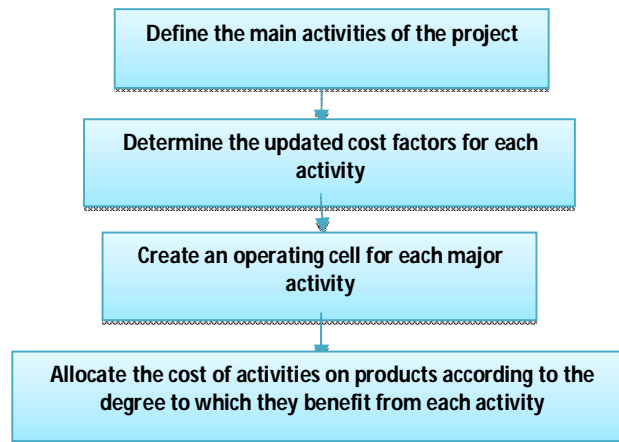 Define the main activities of the project
Determine the updated cost factors for each
activity
Create an operating cell for each major
activity
Allocate the cost of activities on products according to the
degree to which they benefit from each activity